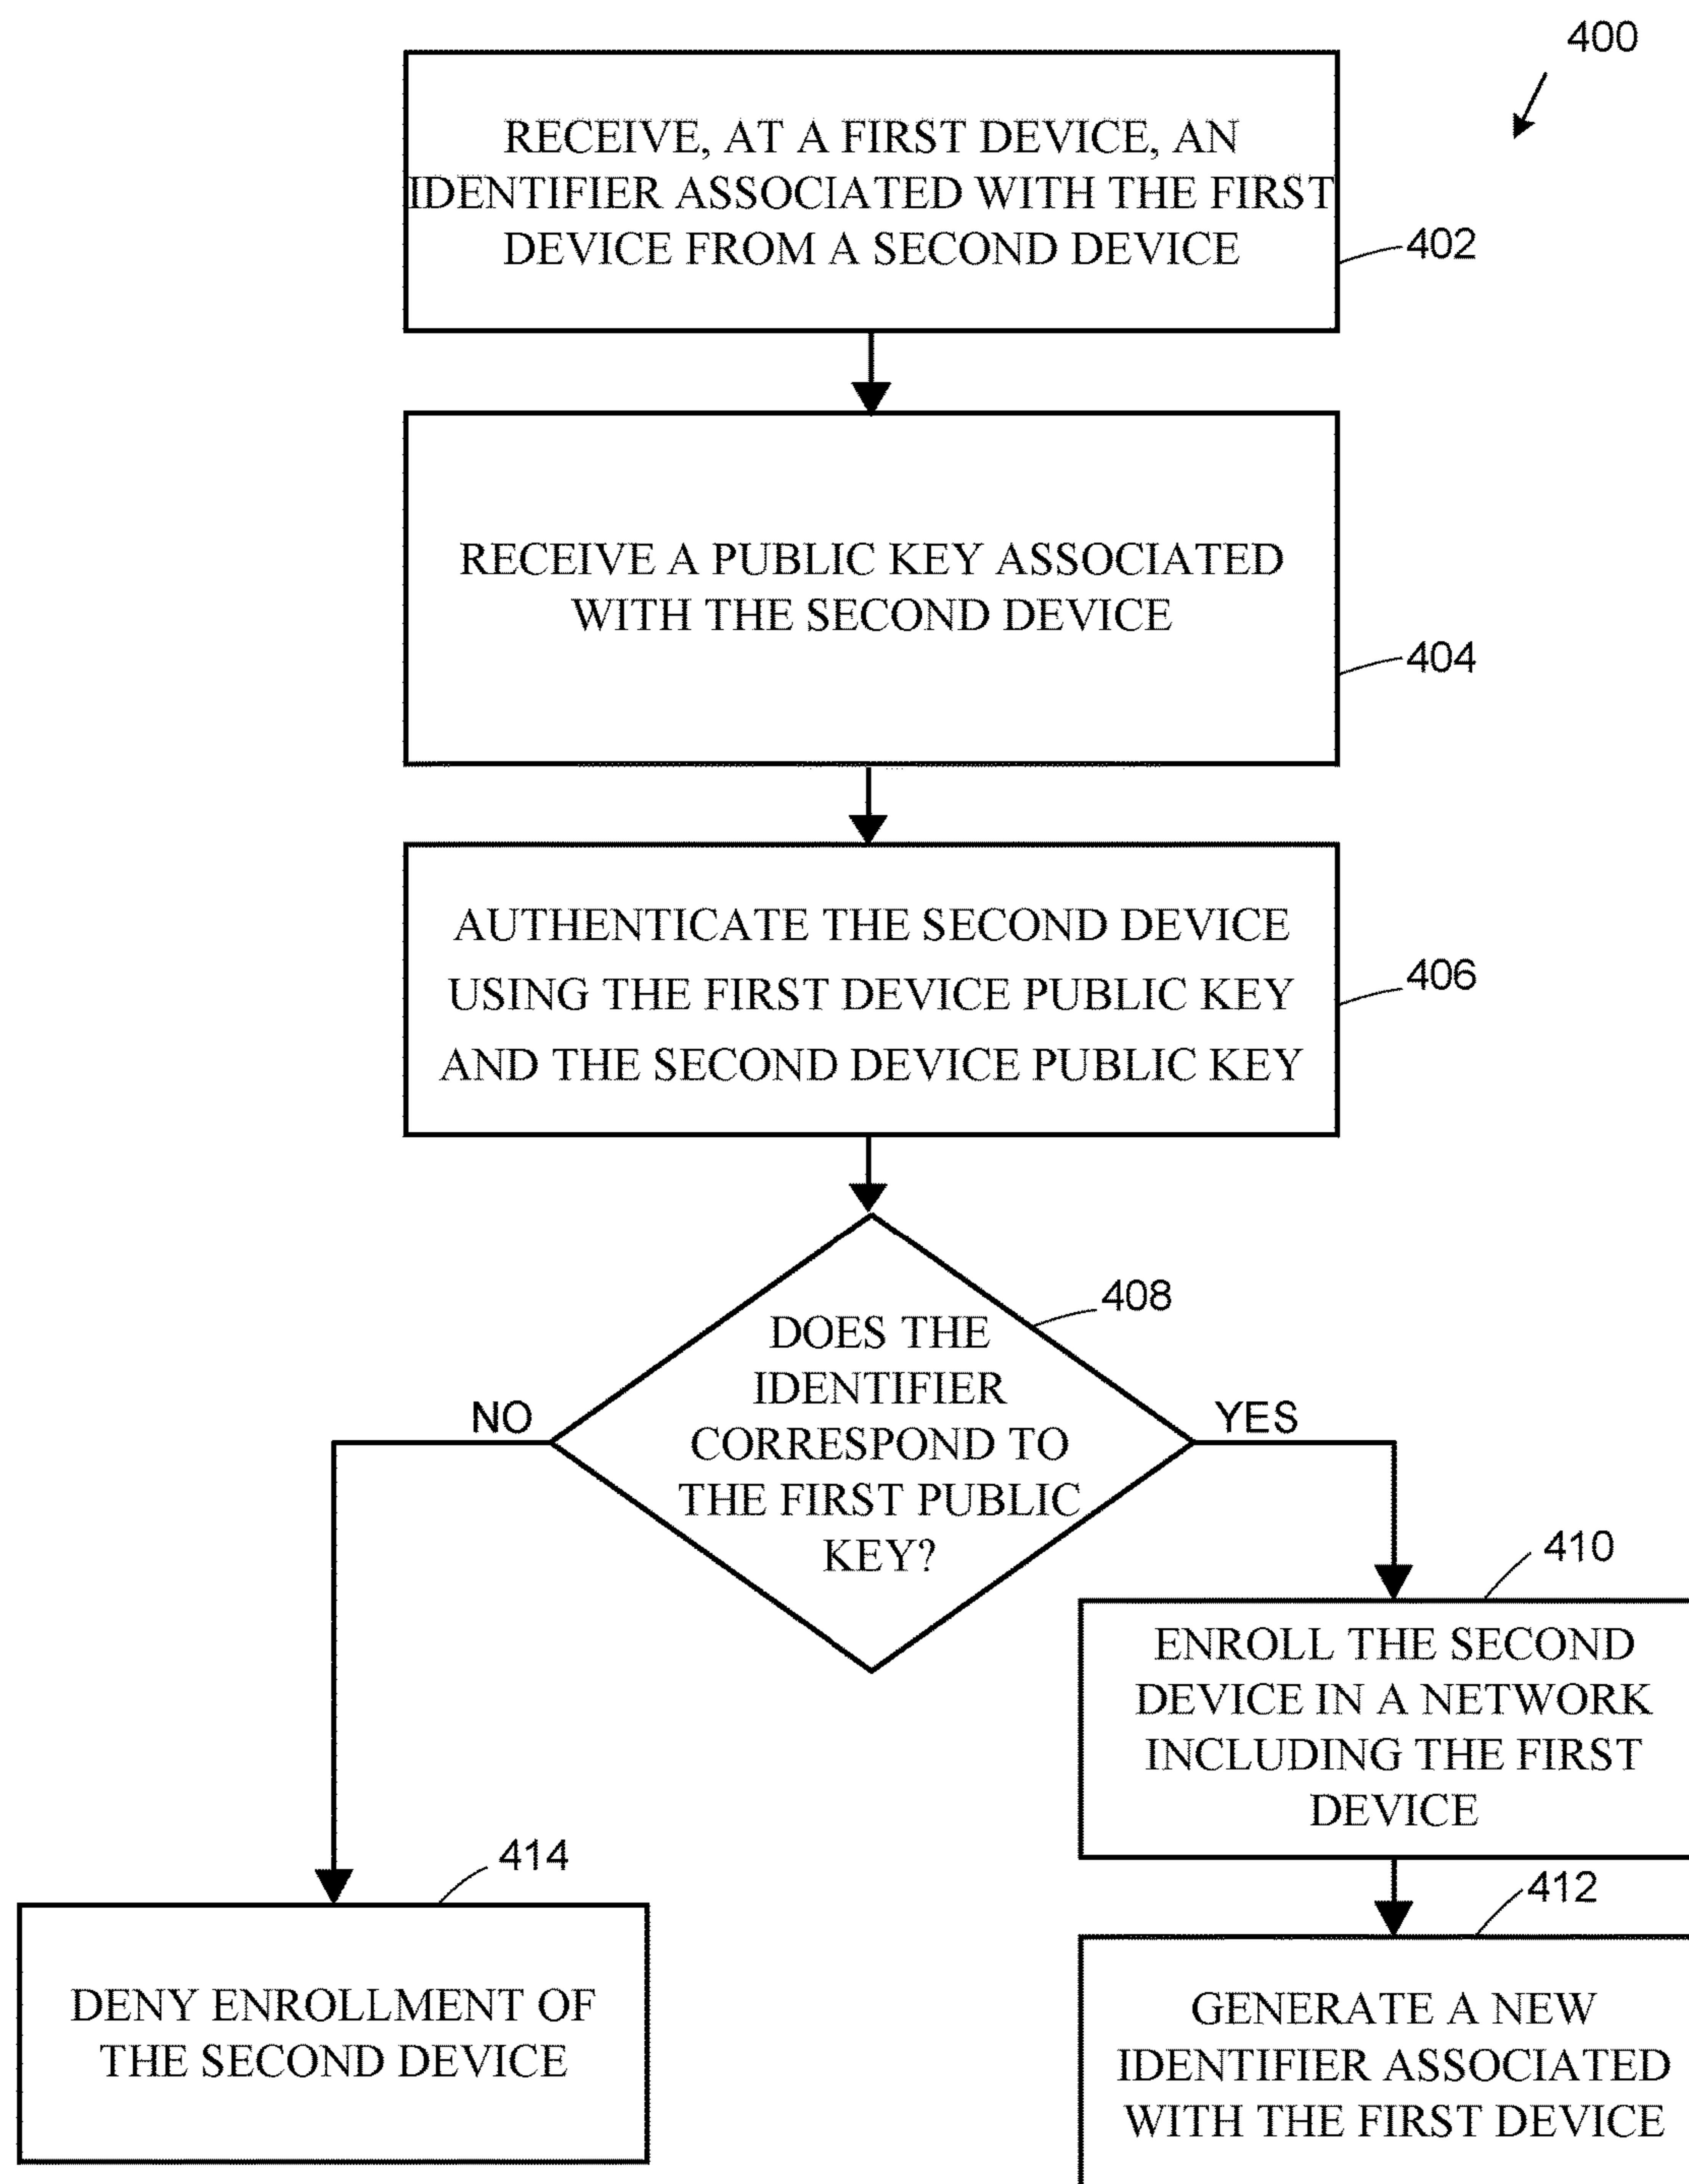 400
RECEIVE, AT A FIRST DEVICE, AN
IDENTIFIER ASSOCIATED WITH THE FIRST
DEVICE FROM A SECOND DEVICE
402
RECEIVE A PUBLIC KEY ASSOCIATED
WITH THE SECOND DEVICE
404
AUTHENTICATE THE SECOND DEVICE
USING THE FIRST DEVICE PUBLIC KEY
AND THE SECOND DEVICE PUBLIC KEY
406
408
DOES THE
IDENTIFIER
CORRESPOND TO
THE FIRST PUBLIC
KEY?
NO
YES
410
ENROLL THE SECOND
DEVICE IN A NETWORK
INCLUDING THE FIRST
DEVICE
414
DENY ENROLLMENT OF
THE SECOND DEVICE
412
GENERATE A NEW
IDENTIFIER ASSOCIATED
WITH THE FIRST DEVICE